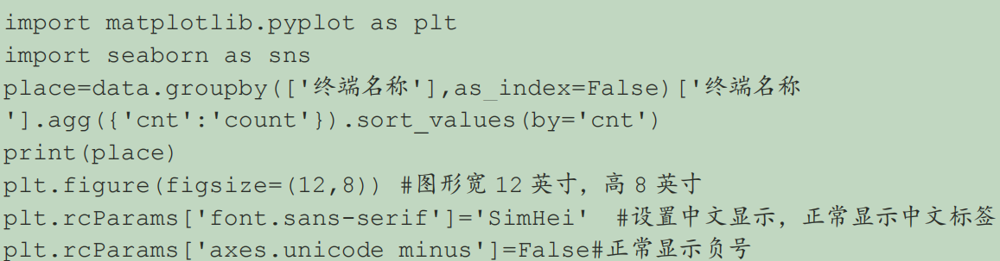 import matplotlib.pyplot as plt
import seaborn as sns
place=data.groupby(['终端名称'],as_index=False)['终端名称
'].agg({'cnt':'count'}).sort_values(by='cnt')
print(place)
plt.figure(figsize=(12,8)) #图形宽 12 英寸，高 8 英寸
plt.rcParams['font.sans-serif']='SimHei'  #设置中文显示，正常显示中文标签
plt.rcParams['axes.unicode minus']=False#正常显示负号